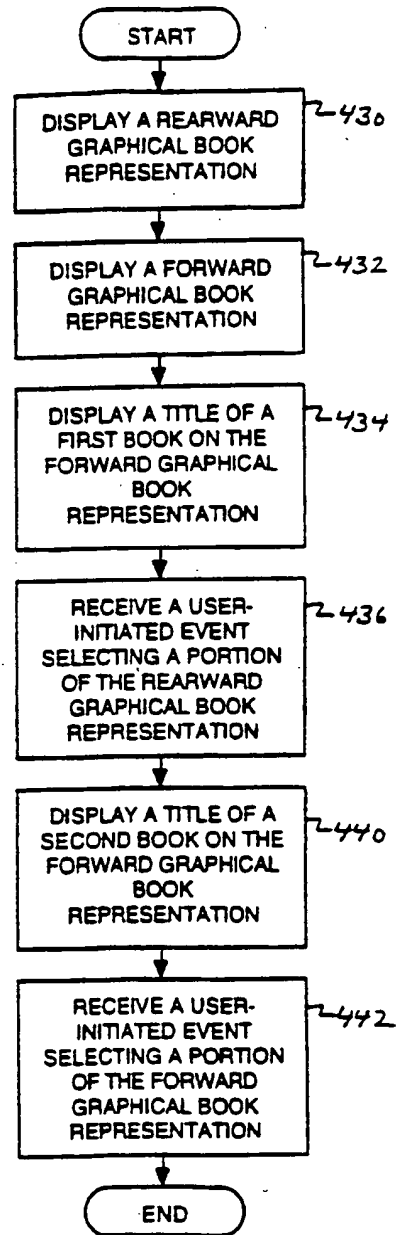 START
DISPLAY A REARWARD
GRAPHICAL BOOK
REPRESENTATION
430
DISPLAY A FORWARD
GRAPHICAL BOOK
REPRESENTATION
432
DISPLAY A TITLE OF A
FIRST BOOK ON THE
FORWARD GRAPHICAL
BOOK
REPRESENTATION
434
RECEIVE A USER-
INITIATED EVENT
SELECTING A PORTION
OF THE REARWARD
GRAPHICAL BOOK
REPRESENTATION
436
DISPLAY A TITLE OF A
SECOND BOOK ON THE
FORWARD GRAPHICAL
BOOK
REPRESENTATION
440
RECEIVE A USER-
INITIATED EVENT
SELECTING A PORTION
OF THE FORWARD
GRAPHICAL BOOK
REPRESENTATION
442
END